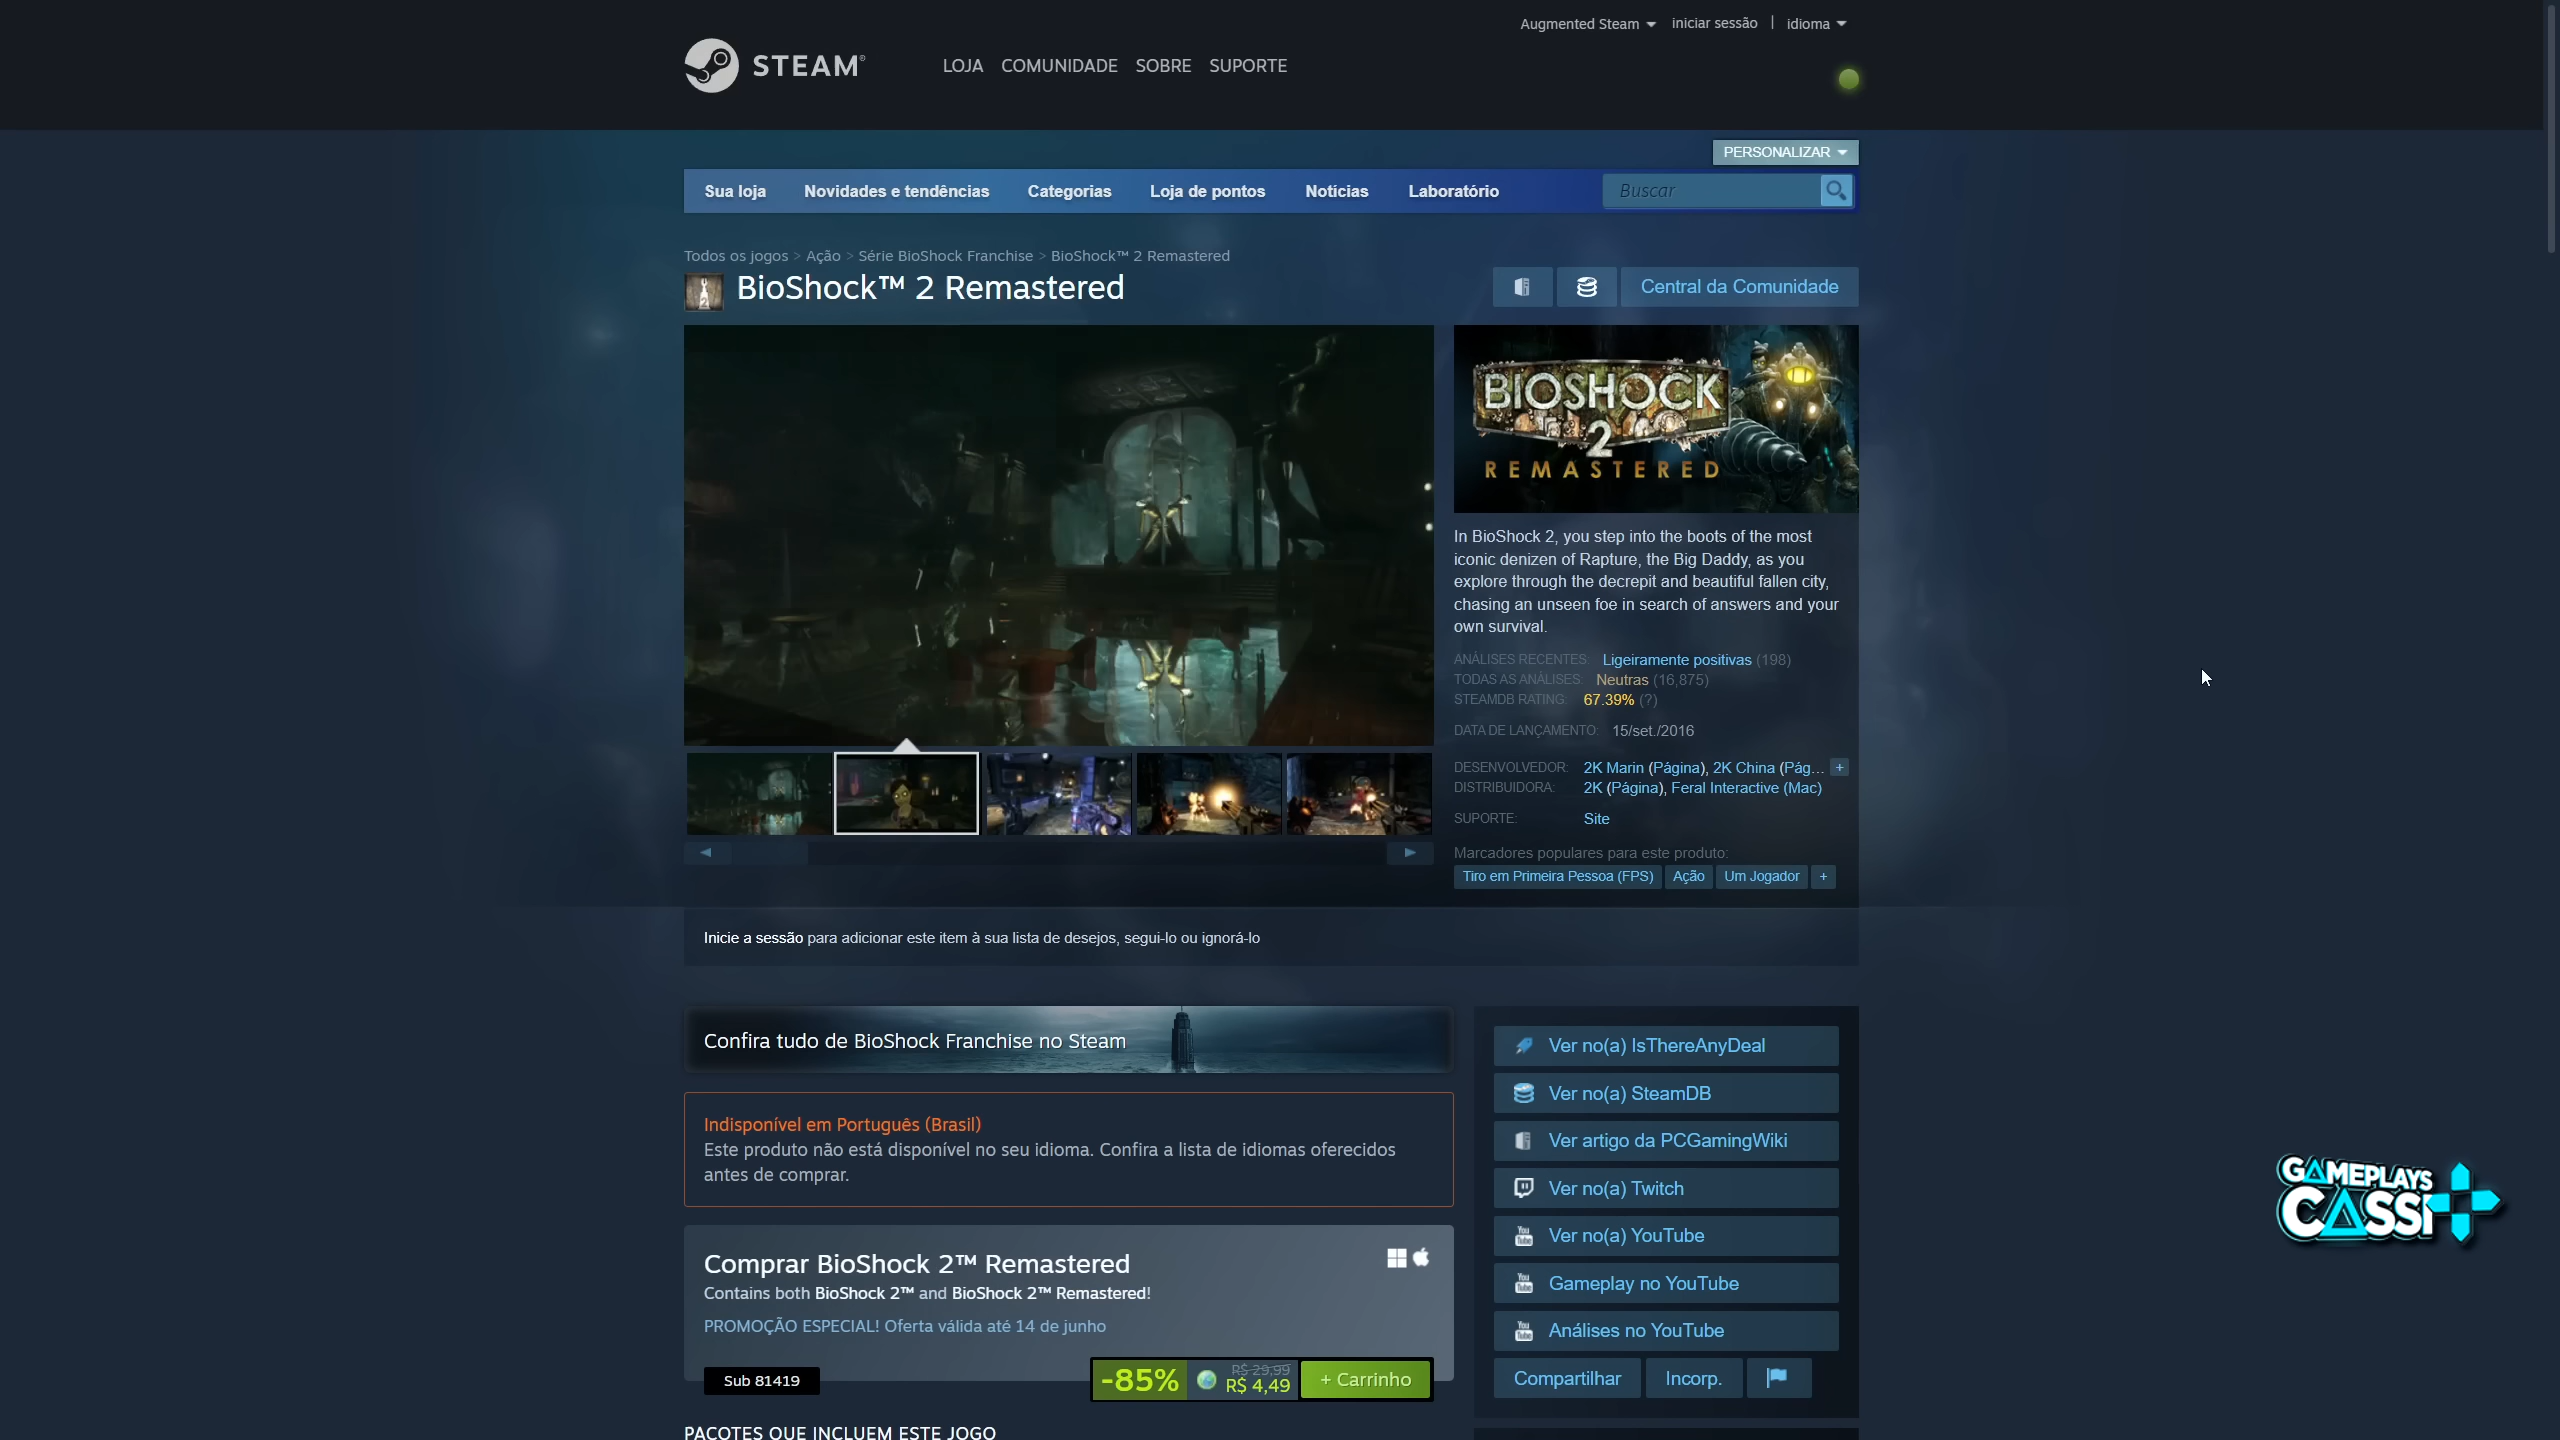 Augmented Steam
iniciar sessão | idioma
STEAM®
LOJA COMUNIDADE SOBRE SUPORTE
PERSONALIZAR
Sua loja Novidades e tendências Categorias Loja de pontos Notícias Laboratório Buscar
Todos os jogos > Ação > Série BioShock Franchise > BioShock™ 2 Remastered
BioShock™ 2 Remastered
Central da Comunidade
BIOSHOCK
2
REMASTERED
In BioShock 2, you step into the boots of the most
iconic denizen of Rapture, the Big Daddy, as you
explore through the decrepit and beautiful fallen city,
chasing an unseen foe in search of answers and your
own survival.
ANÁLISES RECENTES: Ligeiramente positivas (198)
TODAS AS ANÁLISES: Neutras (16,875)
STEAMDB RATING: 67.39% (?)
DATA DE LANÇAMENTO: 15/set./2016
DESENVOLVEDOR: 2K Marin (Página), 2K China (Pág... +
DISTRIBUIDORA: 2K (Página), Feral Interactive (Mac)
SUPORTE: Site
Marcadores populares para este produto:
Tiro em Primeira Pessoa (FPS) Ação Um Jogador +
Inicie a sessão para adicionar este item à sua lista de desejos, segui-lo ou ignorá-lo
Confira tudo de BioShock Franchise no Steam
Indisponível em Português (Brasil)
Este produto não está disponível no seu idioma. Confira a lista de idiomas oferecidos
antes de comprar.
Comprar BioShock 2™ Remastered
Contains both BioShock 2™ and BioShock 2™ Remastered!
PROMOÇÃO ESPECIAL! Oferta válida até 14 de junho
Sub 81419
-85% R$ 29,99
R$ 4,49
+ Carrinho
PACOTES QUE INCLUEM ESTE JOGO
Ver no(a) IsThereAnyDeal
Ver no(a) SteamDB
Ver artigo da PCGamingWiki
Ver no(a) Twitch
Ver no(a) YouTube
Gameplay no YouTube
Análises no YouTube
Compartilhar Incorp.
GAMEPLAYS
CASSI